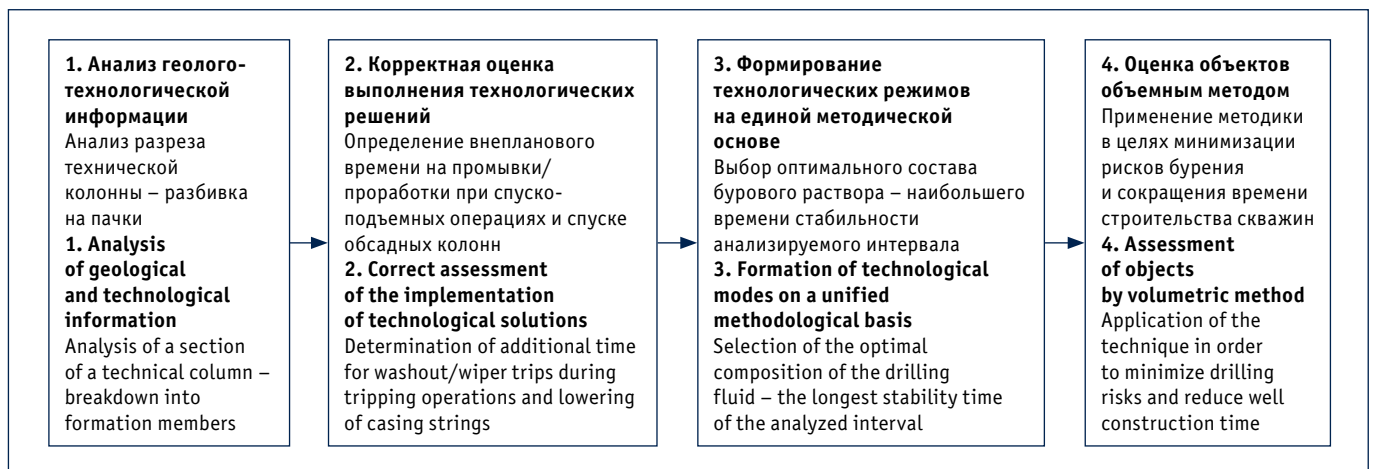 1. Анализ геолого-
технологической
информации
Анализ разреза
технической
колонны – разбивка
на пачки
1. Analysis
of geological
and technological
information
Analysis of a section
of a technical column –
breakdown into
formation members
2. Корректная оценка
выполнения технологических
решений
Определение внепланового
времени на промывки/
проработки при спуско-
подъемных операциях и спуске
обсадных колонн
2. Correct assessment
of the implementation
of technological solutions
Determination of additional time
for washout/wiper trips during
tripping operations and lowering
of casing strings
3. Формирование
технологических режимов
на единой методической
основе
Выбор оптимального состава
бурового раствора – наибольшего
времени стабильности
анализируемого интервала
3. Formation of technological
modes on a unified
methodological basis
Selection of the optimal
composition of the drilling
fluid – the longest stability time
of the analyzed interval
4. Оценка объектов
объемным методом
Применение методики
в целях минимизации
рисков бурения
и сокращения времени
строительства скважин
4. Assessment
of objects
by volumetric method
Application of the
technique in order
to minimize drilling
risks and reduce well
construction time